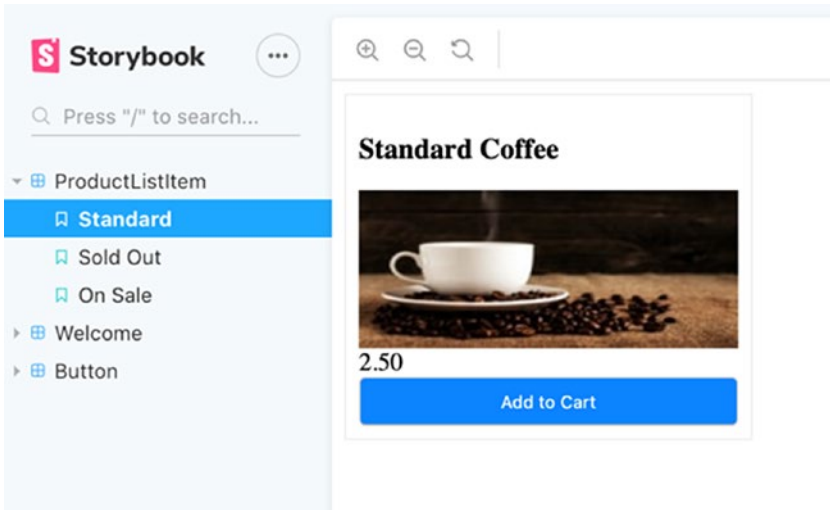 Storybook
Press "/" to search...
ProductListItem
Standard
Sold Out
On Sale
Welcome
Button
Standard Coffee
2.50
Add to Cart